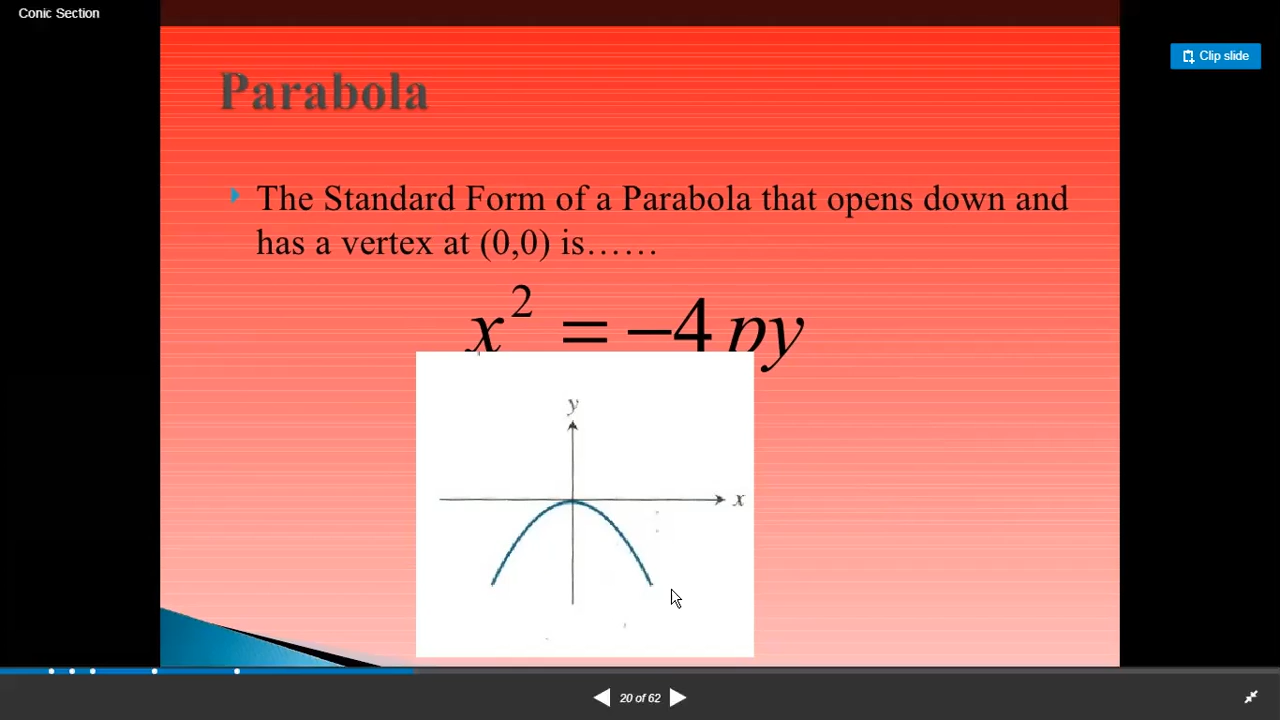 Conic Section
Clip slide
Parabola
The Standard Form of a Parabola that opens down and
has a vertex at (0,0) is……
x² = −4py
y
x
20 of 62